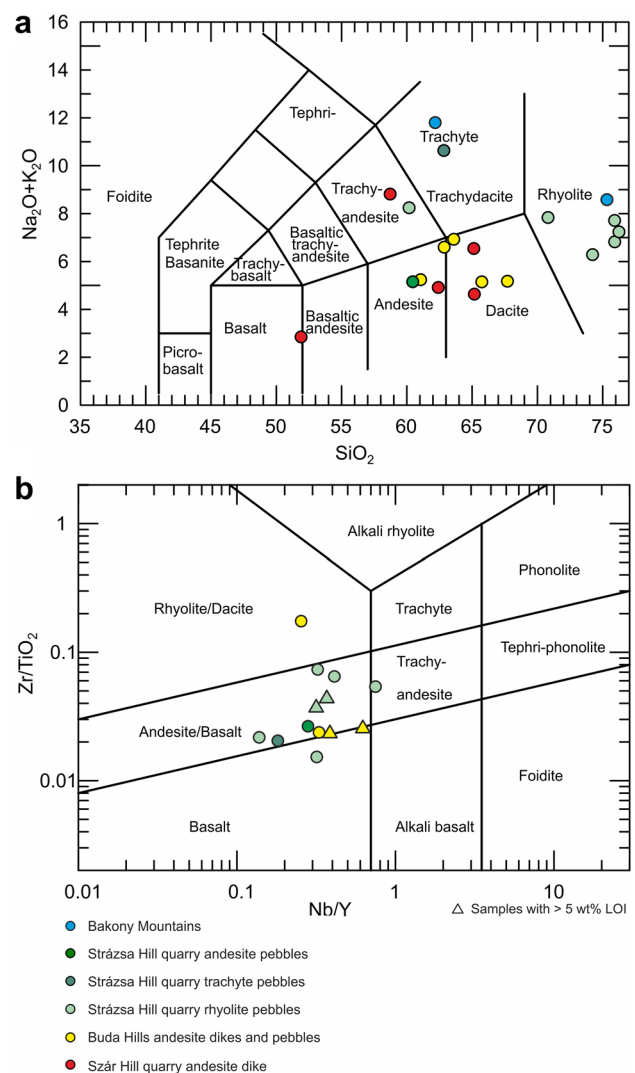 a
16
14
12
10
8
6
4
2
0
Na2O+K2O
35
40
45
50
55
60
65
70
75
SiO2
Foidite
Tephri-
Trachyte
Trachy-
andesite
Trachydacite
Rhyolite
Tephrite
Basanite
Trachy-
basalt
Basaltic
trachy-
andesite
Picro-
basalt
Basalt
Basaltic
andesite
Andesite
Dacite
b
1
0.1
0.01
Zr/TiO2
Alkali rhyolite
Phonolite
Rhyolite/Dacite
Trachyte
Tephri-phonolite
Trachy-
andesite
Andesite/Basalt
Foidite
Basalt
Alkali basalt
0.01
0.1
1
10
Nb/Y
Samples with > 5 wt% LOI
Bakony Mountains
Strázsa Hill quarry andesite pebbles
Strázsa Hill quarry trachyte pebbles
Strázsa Hill quarry rhyolite pebbles
Buda Hills andesite dikes and pebbles
Szár Hill quarry andesite dike